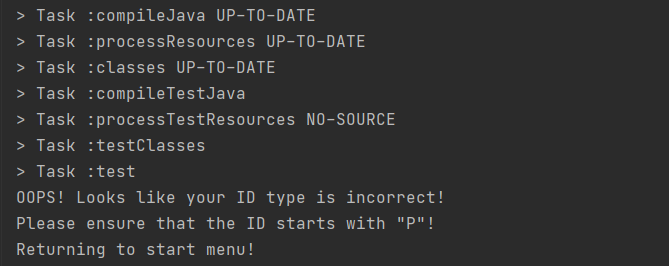 > Task :compileJava UP-TO-DATE
> Task :processResources UP-TO-DATE
> Task :classes UP-TO-DATE
> Task :compileTestJava
> Task :processTestResources NO-SOURCE
> Task :testClasses
> Task :test
OOPS! Looks like your ID type is incorrect!
Please ensure that the ID starts with "P"!
Returning to start menu!